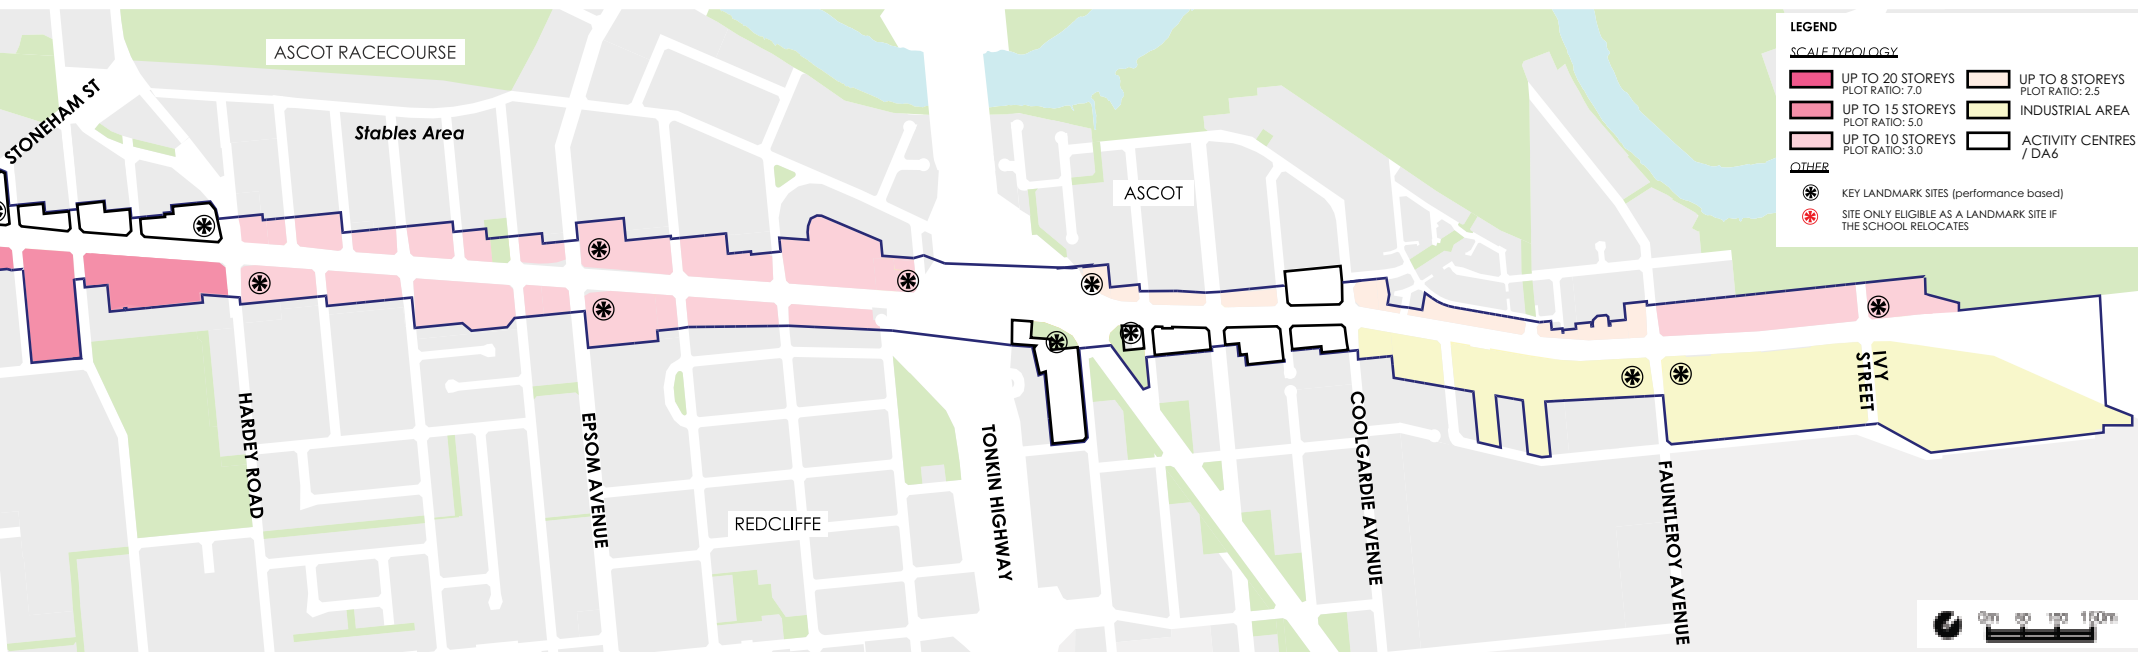 ASCOT RACECOURSE
STONEHAM ST
Stables Area
ASCOT
HARDEY ROAD
EPSOM AVENUE
REDCLIFFE
TONKIN HIGHWAY
COOLGARDIE AVENUE
FAUNTLEROY AVENUE
IVY
STREET
LEGEND
SCALE TYPOLOGY
UP TO 20 STOREYS
PLOT RATIO: 7.0
UP TO 15 STOREYS
PLOT RATIO: 5.0
UP TO 10 STOREYS
PLOT RATIO: 3.0
UP TO 8 STOREYS
PLOT RATIO: 2.5
INDUSTRIAL AREA
ACTIVITY CENTRES
/ DA6
OTHER
KEY LANDMARK SITES (performance based)
SITE ONLY ELIGIBLE AS A LANDMARK SITE IF
THE SCHOOL RELOCATES
0m 150m